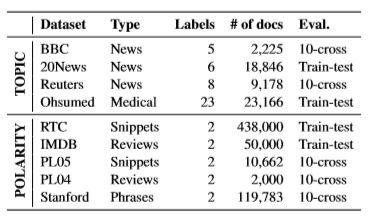 Dataset Type Labels # of docs Eval.
TOPIC
BBC News 5 2,225 10-cross
20News News 6 18,846 Train-test
Reuters News 8 9,178 10-cross
Ohsumed Medical 23 23,166 Train-test
POLARITY
RTC Snippets 2 438,000 Train-test
IMDB Reviews 2 50,000 Train-test
PL05 Snippets 2 10,662 10-cross
PL04 Reviews 2 2,000 10-cross
Stanford Phrases 2 119,783 10-cross